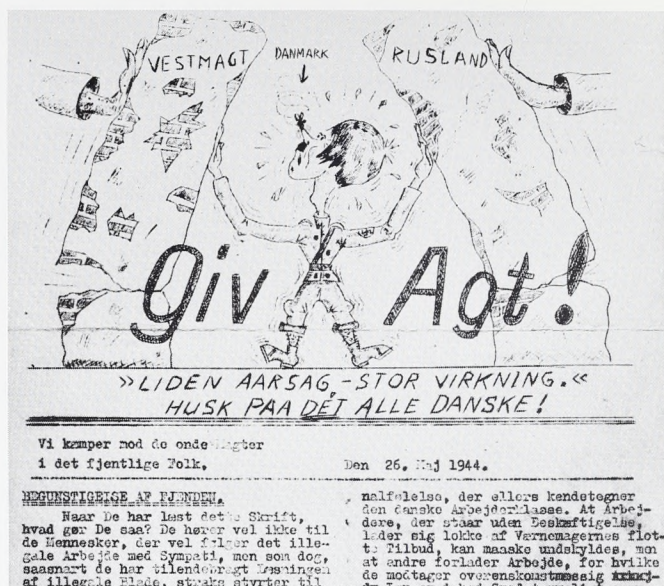 VESTMAGT
DANMARK
RUSLAND
giv Agt!
»LIDEN AARSAG, - STOR VIRKNING.«
HUSK PAA DÉT ALLE DANSKE!
Vi kæmper mod de onde
i det fjentlige Folk.
Den 26. Maj 1944.
BEGUNSTIGELSE AF FJENDEN.
Naar De har læst dette Skrift,
hvad gør De saa? De hører vel ikke til
de Mennesker, der vel følger det ille-
gale Arbejde med Sympati, men som dog,
saasnart de har tilendebragt Læsningen
af illegale Blade, straks styrter til
nalfølelse, der ellers kendetegner
den danske Arbejderklasse. At Arbej-
dere, der staar uden Beskæftigelse,
lader sig lokke af Værnemagernes flot-
te Tilbud, kan maaske undskyldes, men
at andre forlader Arbejde, for hvilke
de modtager overenskomstmæssig